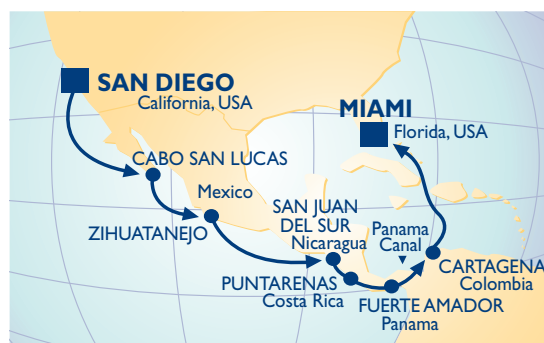 SAN DIEGO
California, USA
MIAMI
Florida, USA
CABO SAN LUCAS
Mexico
ZIHUATANEJO
SAN JUAN
DEL SUR
Nicaragua
Panama
Canal
PUNTARENAS
Costa Rica
CARTAGENA
Colombia
FUERTE AMADOR
Panama